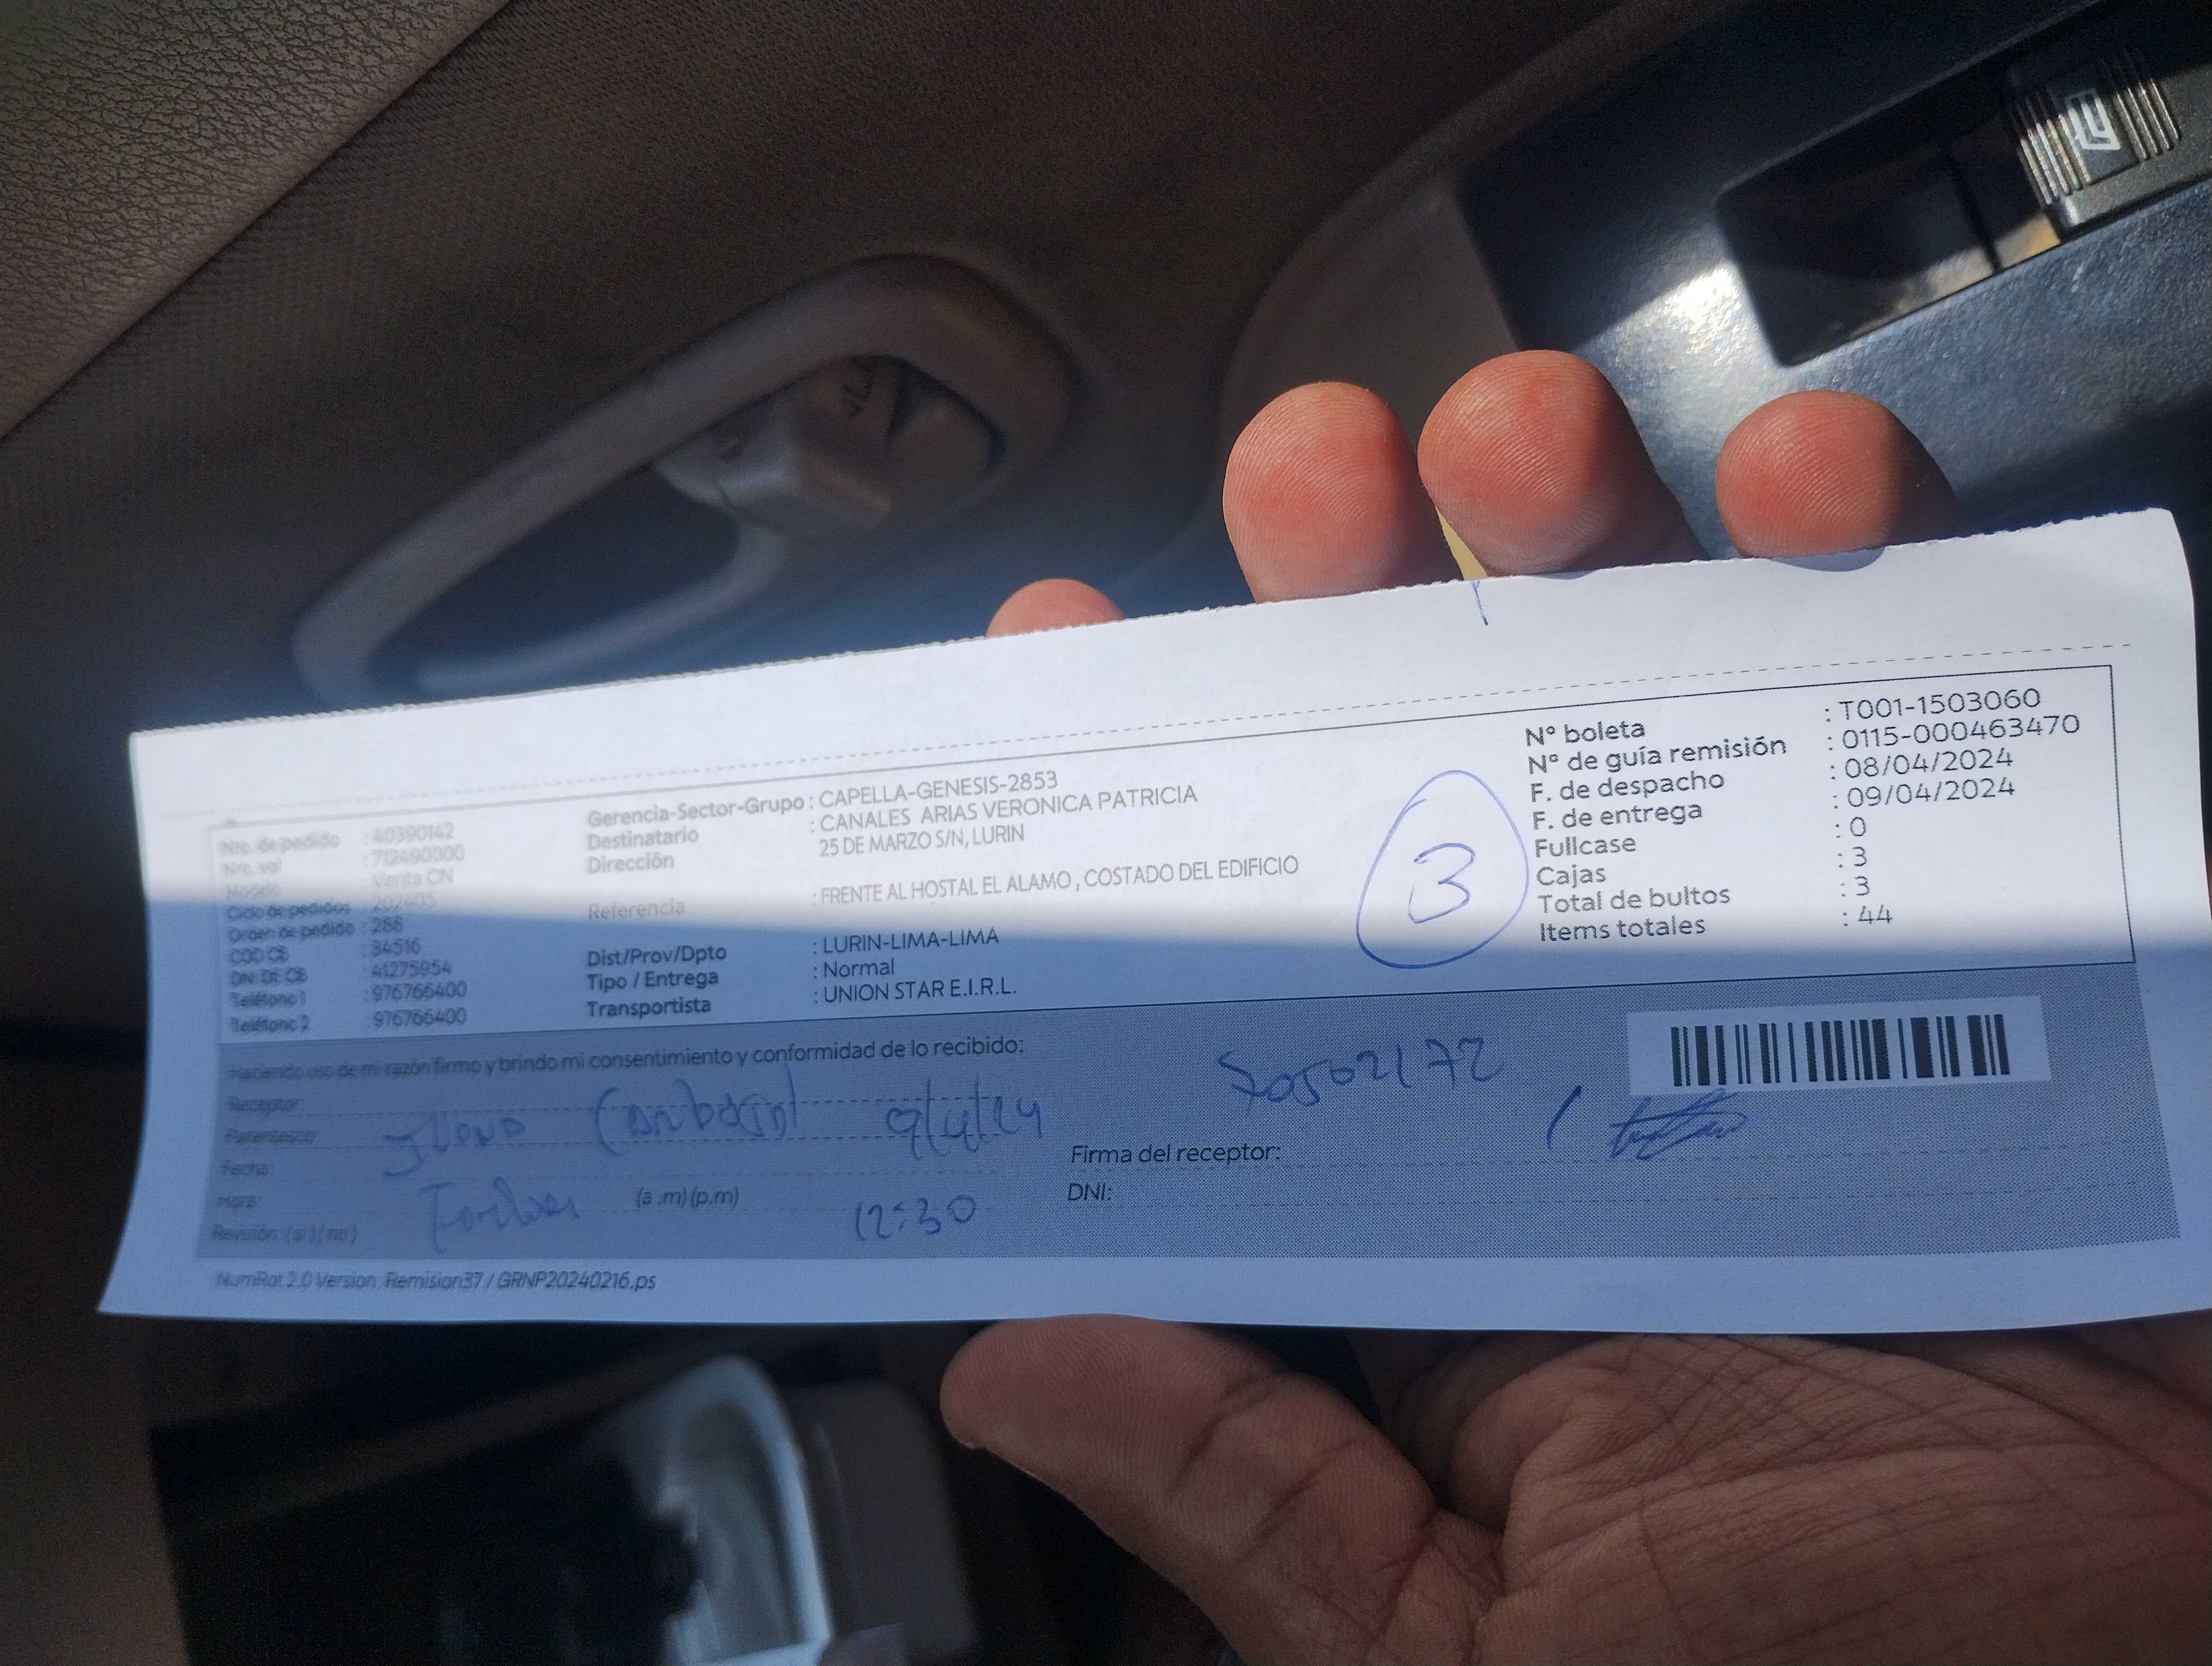 Nro. de pedido : 40390142
Nro. vol : 712490000
Modelo : Venta CN
Ciclo de pedidos : 202405
Orden de pedido : 288
COD CB : 34516
DNI DE CB : 41275954
Teléfono 1 : 976766400
Teléfono 2 : 976766400
Gerencia-Sector-Grupo : CAPELLA-GENESIS-2853
Destinatario : CANALES ARIAS VERONICA PATRICIA
Dirección 25 DE MARZO S/N, LURIN
Referencia : FRENTE AL HOSTAL EL ALAMO , COSTADO DEL EDIFICIO
Dist/Prov/Dpto : LURIN-LIMA-LIMA
Tipo / Entrega : Normal
Transportista : UNION STAR E.I.R.L.
3
N° boleta : T001-1503060
N° de guía remisión : 0115-000463470
F. de despacho : 08/04/2024
F. de entrega : 09/04/2024
Fullcase : 0
Cajas : 3
Total de bultos : 3
Items totales : 44
Haciendo uso de mi razón firmo y brindo mi consentimiento y conformidad de lo recibido:
Receptor:
Parentesco:
9/4/24
Fecha:
Hora: (a .m) (p.m)
12:30
Revisión: ( si ) ( no )
70502172
Firma del receptor:
DNI:
NumRot 2.0 Version: Remision37 / GRNP20240216.ps